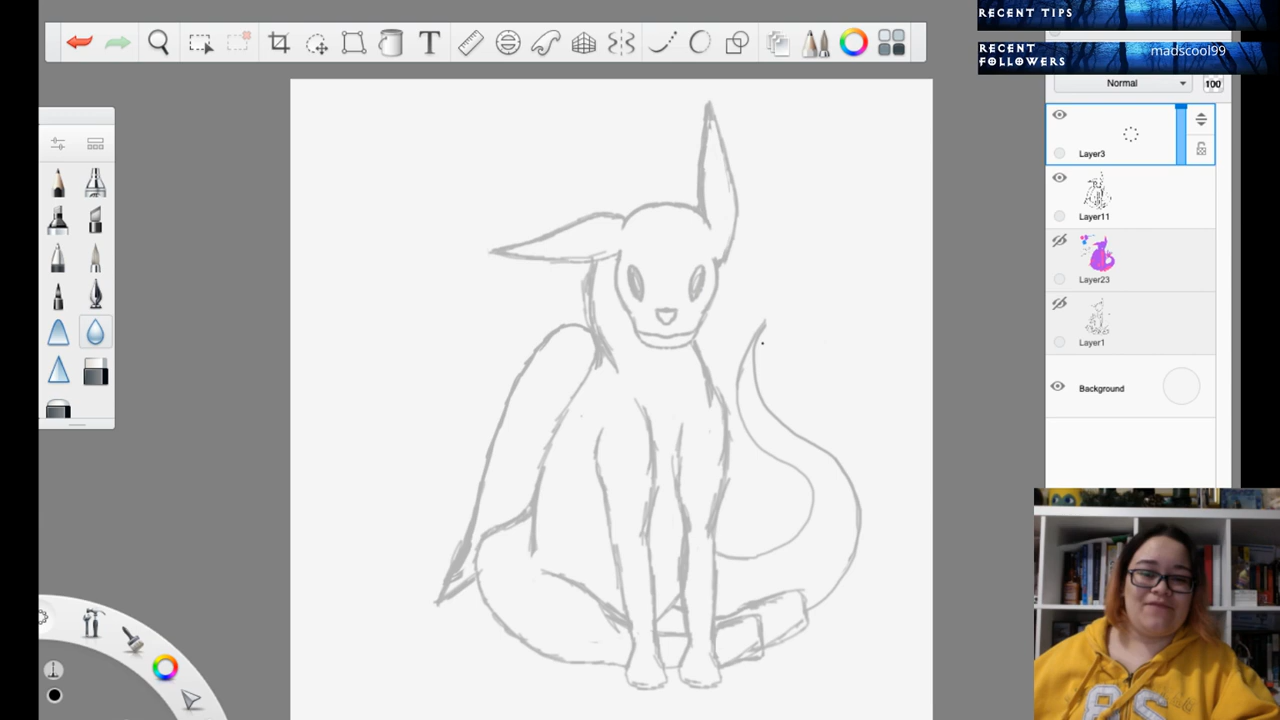 RECENT TIPS
RECENT
FOLLOWERS
madscool99
T
Normal
100
Layer3
Layer11
Layer23
Layer1
Background